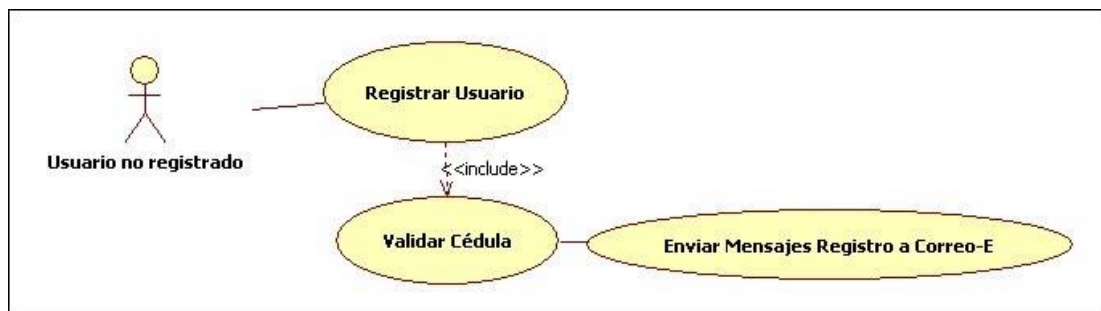 Registrar Usuario
Usuario no registrado
<<include>>
Validar Cédula
Enviar Mensajes Registro a Correo-E